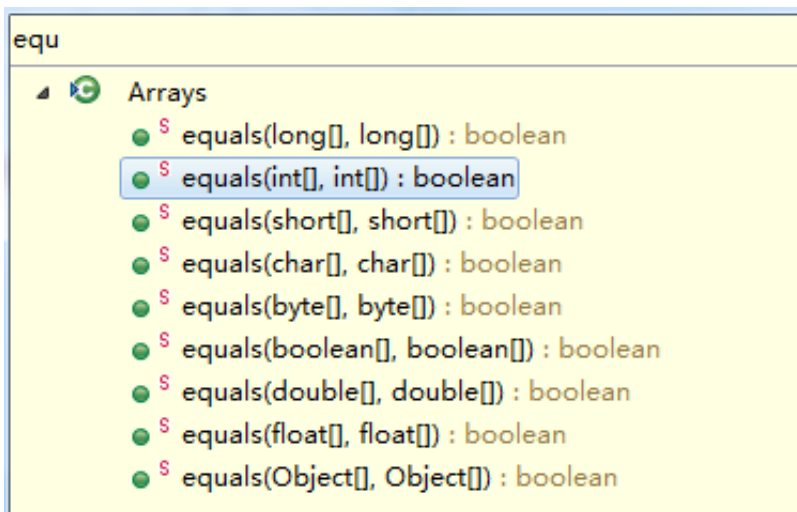 equ
Arrays
S equals(long[], long[]) : boolean
S equals(int[], int[]) : boolean
S equals(short[], short[]) : boolean
S equals(char[], char[]) : boolean
S equals(byte[], byte[]) : boolean
S equals(boolean[], boolean[]) : boolean
S equals(double[], double[]) : boolean
S equals(float[], float[]) : boolean
S equals(Object[], Object[]) : boolean